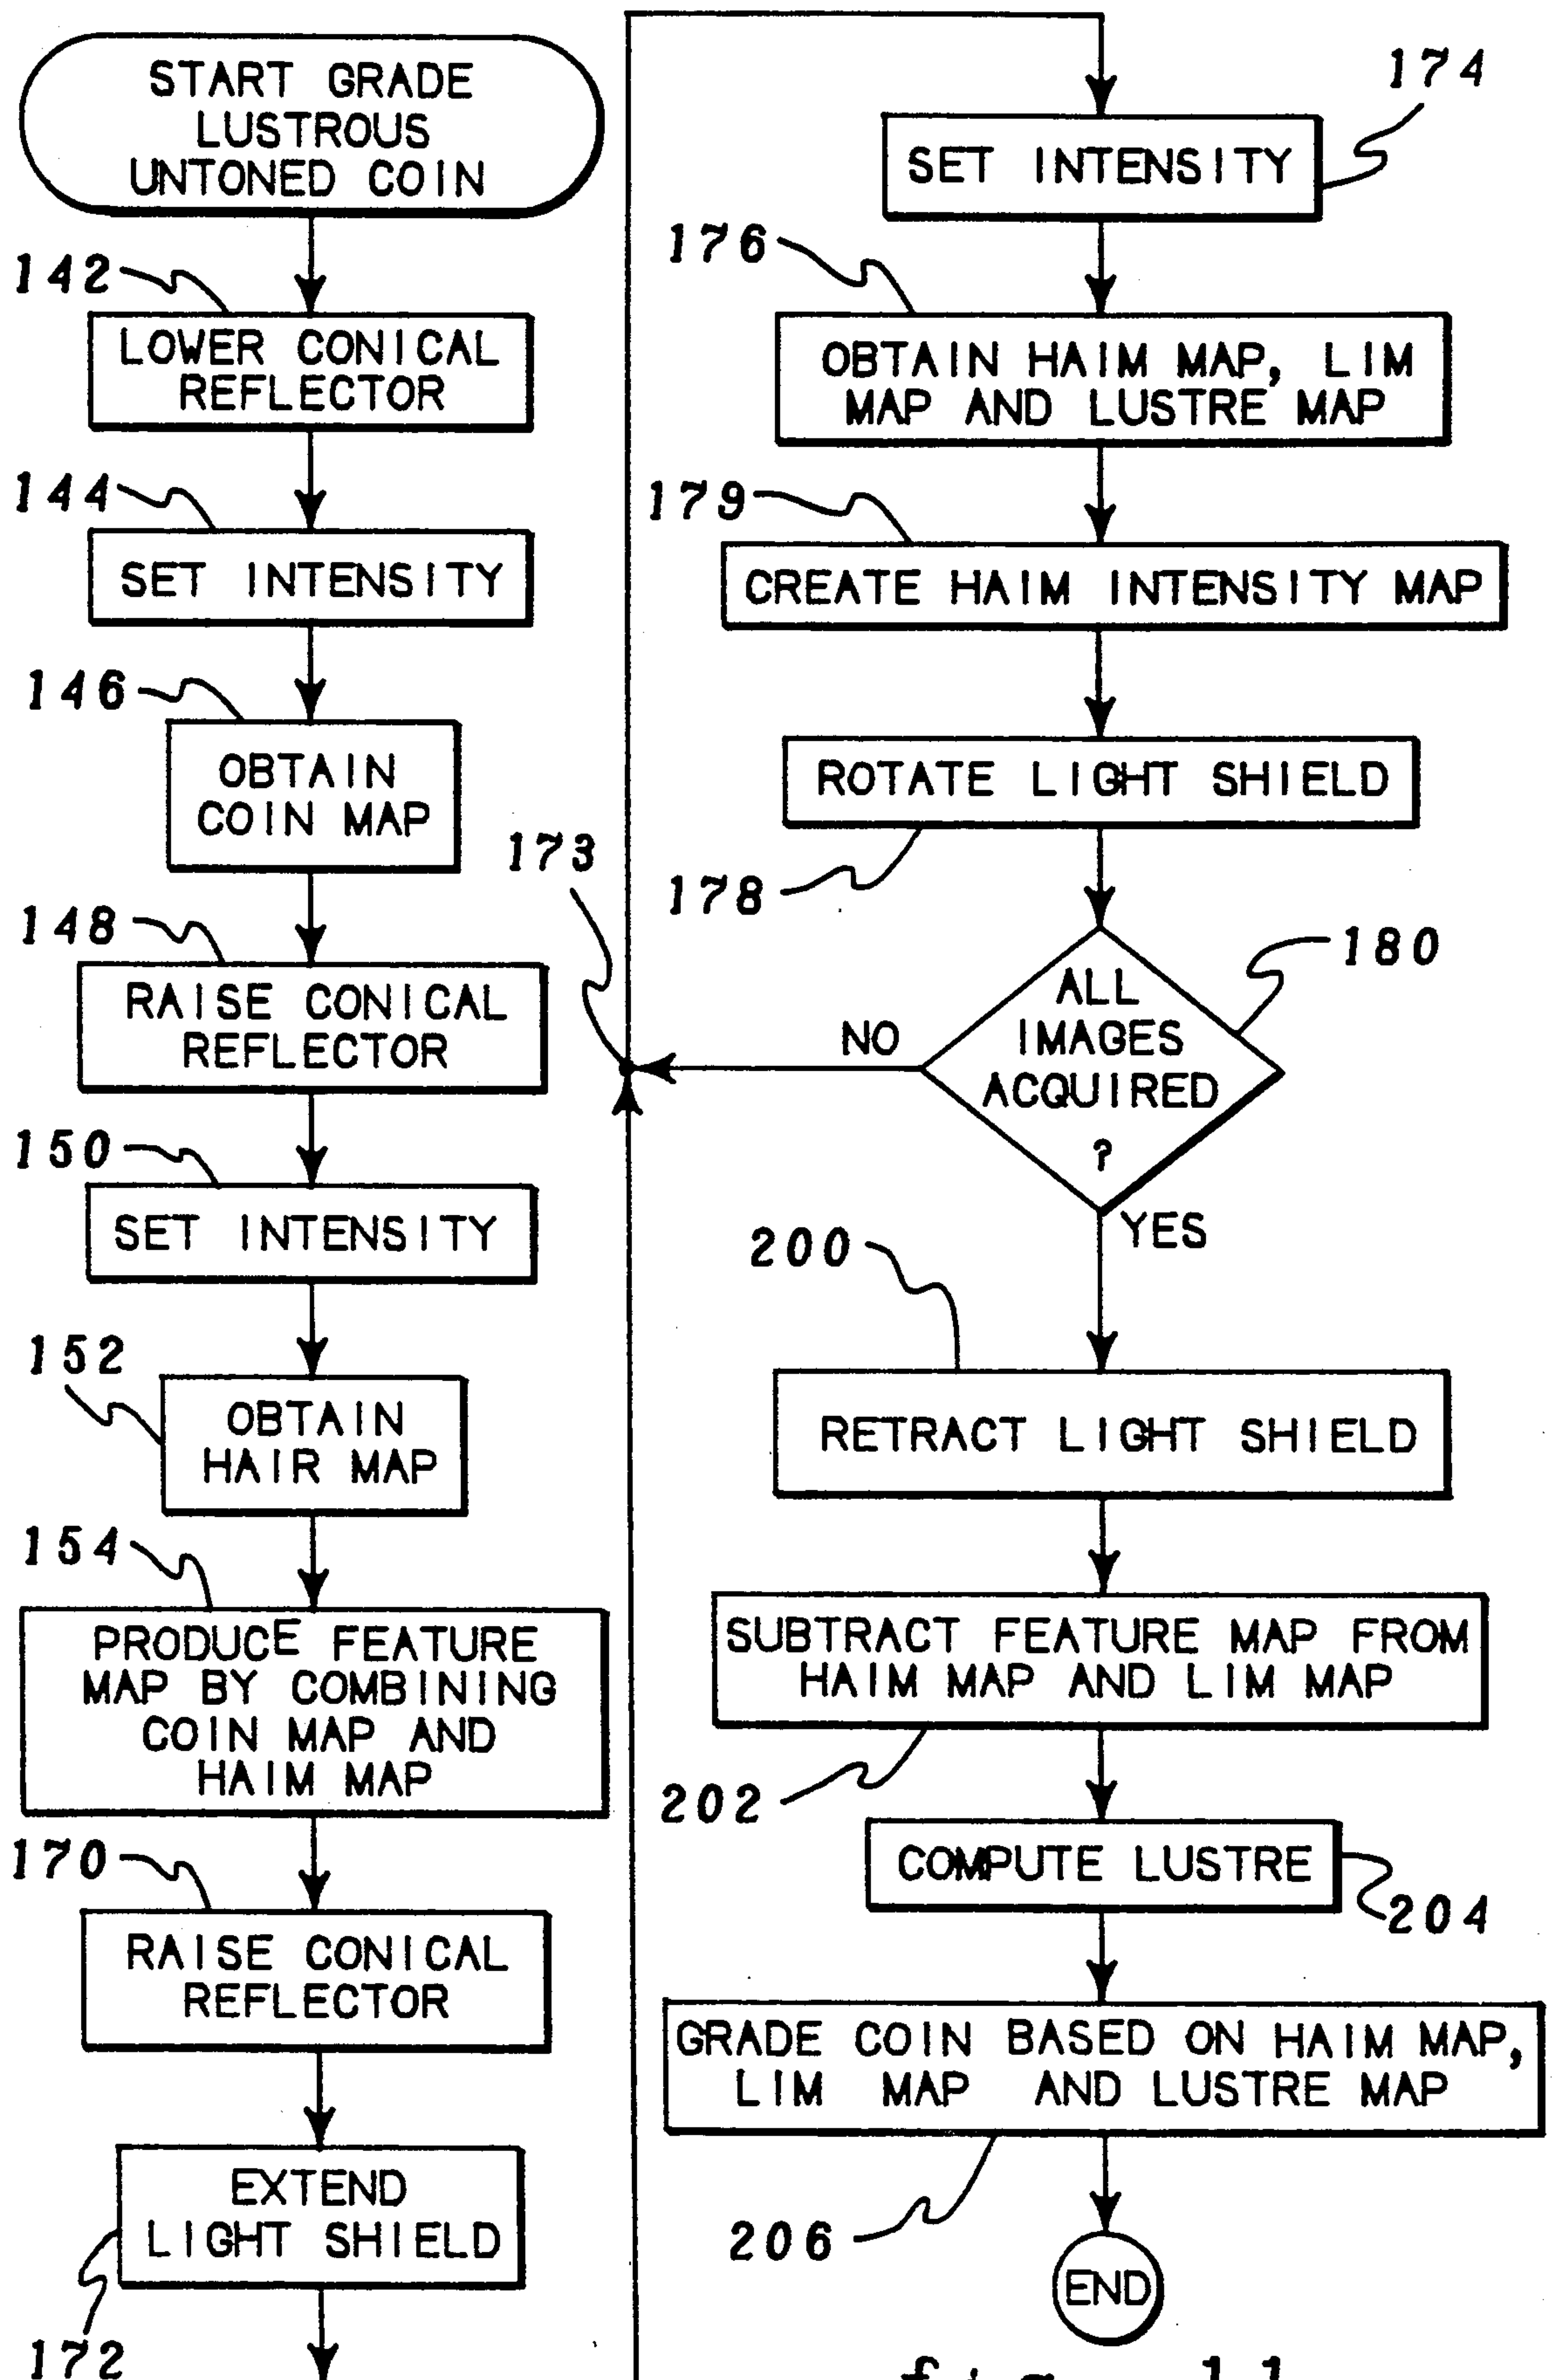 START GRADE
LUSTROUS
UNTONED COIN
142
LOWER CONICAL
REFLECTOR
144
SET INTENSITY
146
OBTAIN
COIN MAP
148
RAISE CONICAL
REFLECTOR
150
SET INTENSITY
152
OBTAIN
HAIR MAP
154
PRODUCE FEATURE
MAP BY COMBINING
COIN MAP AND
HAIM MAP
170
RAISE CONICAL
REFLECTOR
EXTEND
LIGHT SHIELD
172
173
174
SET INTENSITY
176
OBTAIN HAIM MAP, LIM
MAP AND LUSTRE MAP
179
CREATE HAIM INTENSITY MAP
ROTATE LIGHT SHIELD
178
180
ALL
IMAGES
ACQUIRED
?
NO
YES
200
RETRACT LIGHT SHIELD
SUBTRACT FEATURE MAP FROM
HAIM MAP AND LIM MAP
202
COMPUTE LUSTRE
204
GRADE COIN BASED ON HAIM MAP,
LIM MAP AND LUSTRE MAP
206
END